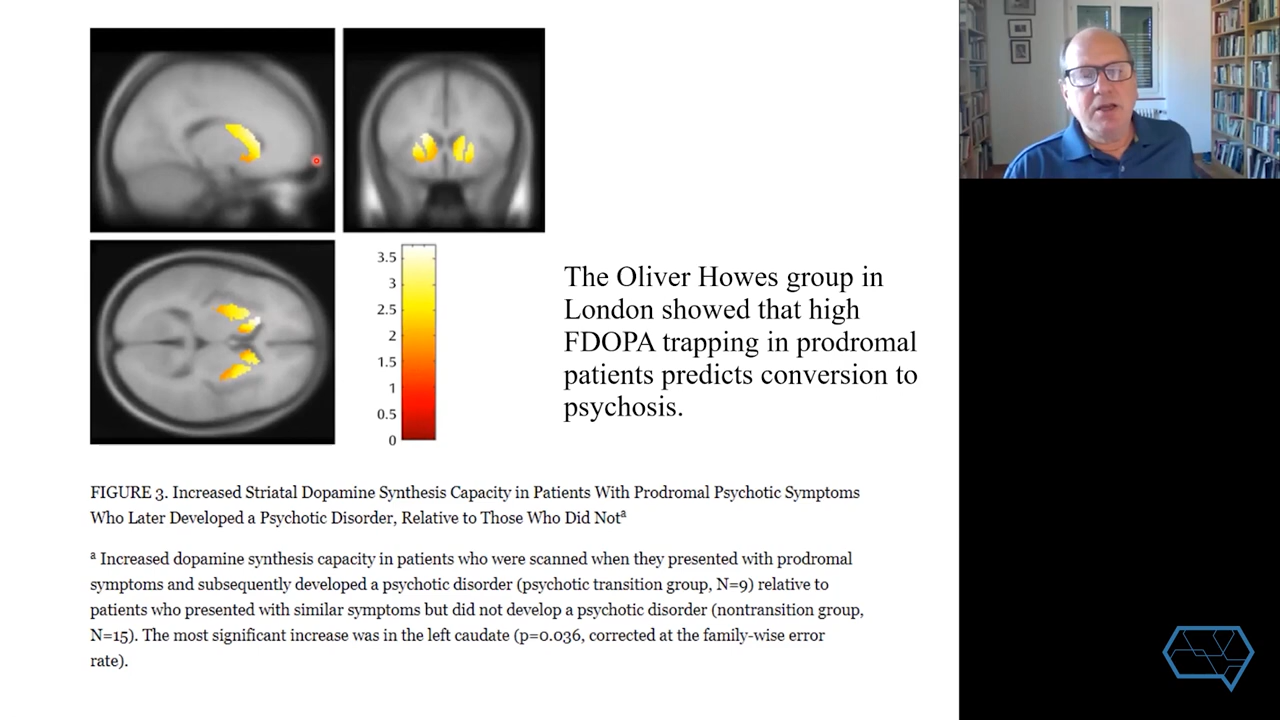 3.5
3
2.5
2
1.5
1
0.5
0
The Oliver Howes group in
London showed that high
FDOPA trapping in prodromal
patients predicts conversion to
psychosis.
FIGURE 3. Increased Striatal Dopamine Synthesis Capacity in Patients With Prodromal Psychotic Symptoms
Who Later Developed a Psychotic Disorder, Relative to Those Who Did Notᵃ
ᵃ Increased dopamine synthesis capacity in patients who were scanned when they presented with prodromal
symptoms and subsequently developed a psychotic disorder (psychotic transition group, N=9) relative to
patients who presented with similar symptoms but did not develop a psychotic disorder (nontransition group,
N=15). The most significant increase was in the left caudate (p=0.036, corrected at the family-wise error
rate).